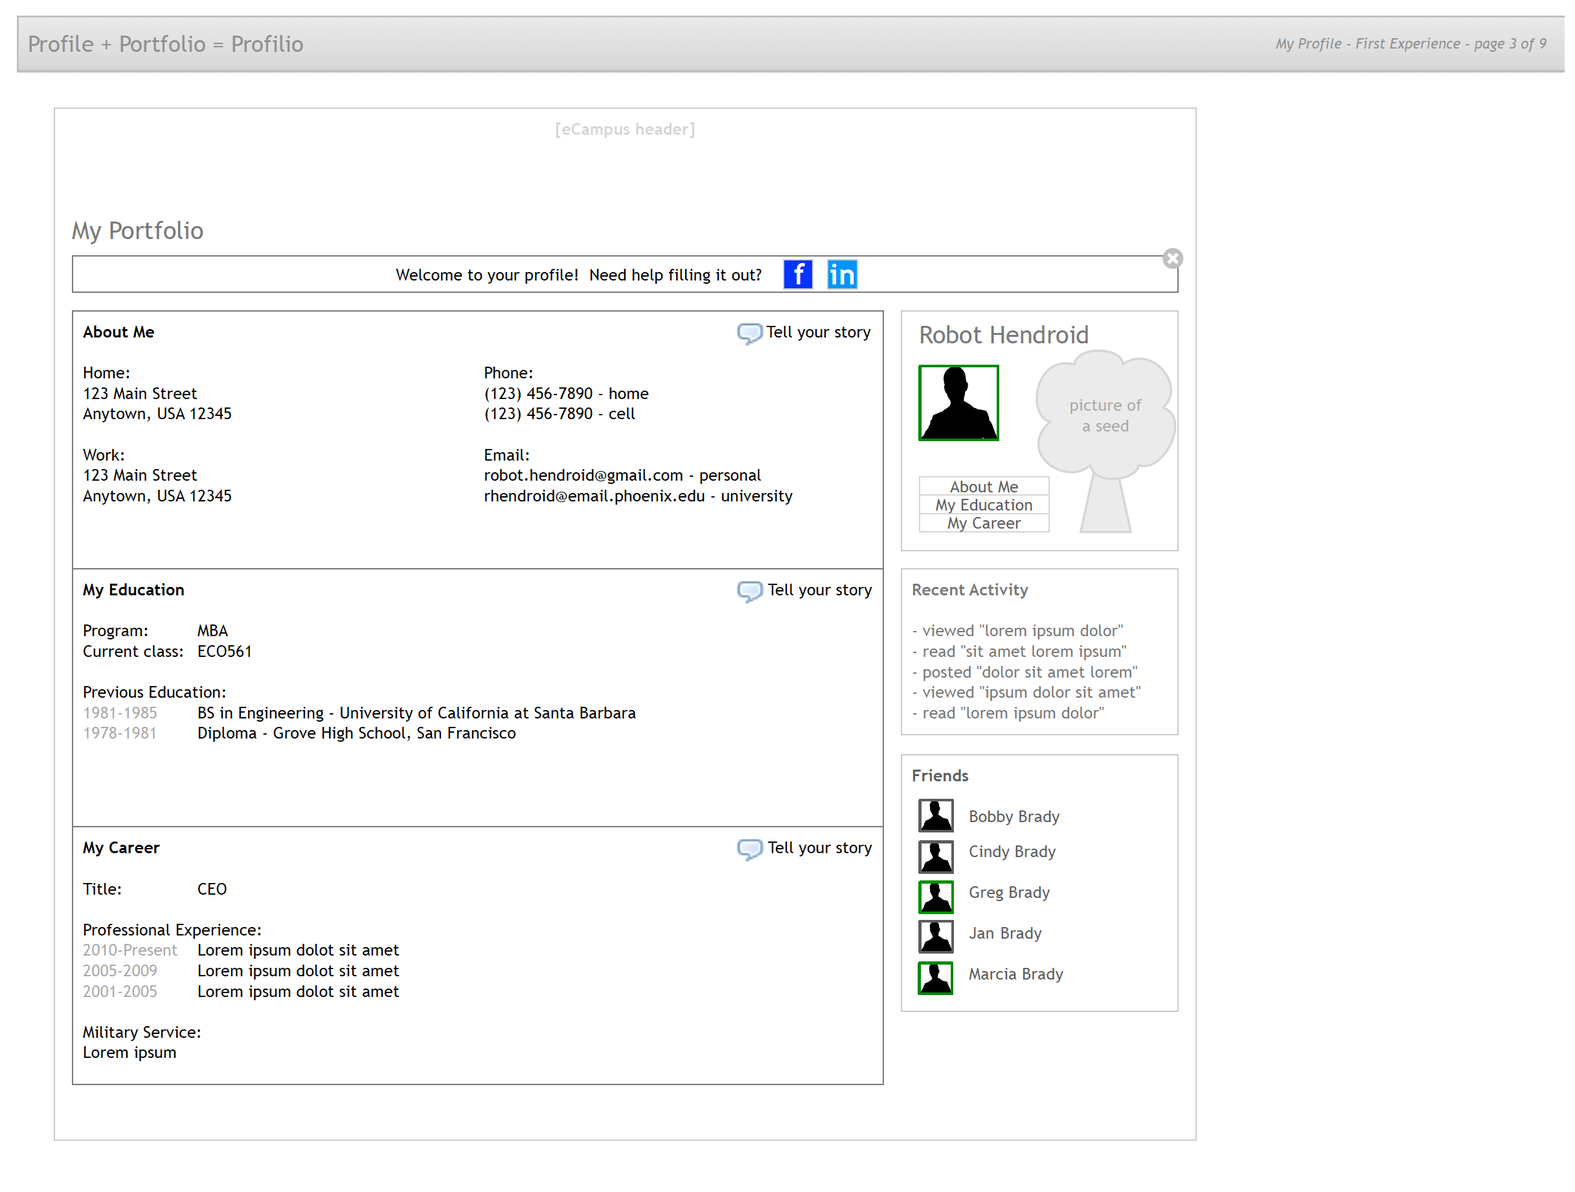 Profile + Portfolio = Profilio
My Profile - First Experience - page 3 of 9
[eCampus header]
My Portfolio
Welcome to your profile! Need help filling it out?
f
in
About Me
Tell your story
Home:
123 Main Street
Anytown, USA 12345
Work:
123 Main Street
Anytown, USA 12345
Phone:
(123) 456-7890 - home
(123) 456-7890 - cell
Email:
robot.hendroid@gmail.com - personal
rhendroid@email.phoenix.edu - university
My Education
Tell your story
Program: MBA
Current class: ECO561
Previous Education:
1981-1985 BS in Engineering - University of California at Santa Barbara
1978-1981 Diploma - Grove High School, San Francisco
My Career
Tell your story
Title: CEO
Professional Experience:
2010-Present Lorem ipsum dolot sit amet
2005-2009 Lorem ipsum dolot sit amet
2001-2005 Lorem ipsum dolot sit amet
Military Service:
Lorem ipsum
Robot Hendroid
picture of
a seed
About Me
My Education
My Career
Recent Activity
- viewed "lorem ipsum dolor"
- read "sit amet lorem ipsum"
- posted "dolor sit amet lorem"
- viewed "ipsum dolor sit amet"
- read "lorem ipsum dolor"
Friends
Bobby Brady
Cindy Brady
Greg Brady
Jan Brady
Marcia Brady